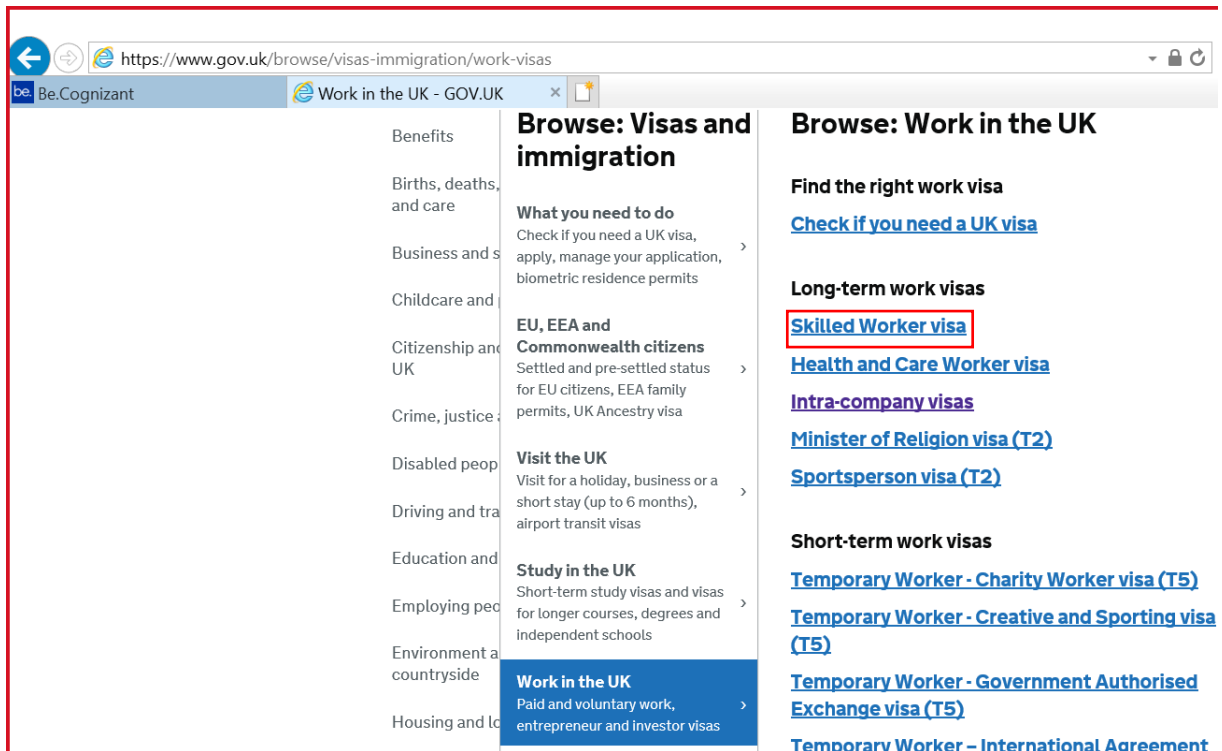 https://www.gov.uk/browse/visas-immigration/work-visas
be. Be.Cognizant
Work in the UK - GOV.UK
Benefits
Births, deaths,
and care
Business and s
Childcare and
Citizenship and
UK
Crime, justice
Disabled peop
Driving and tra
Education and
Employing peo
Environment a
countryside
Housing and lo
Browse: Visas and
immigration
What you need to do
Check if you need a UK visa,
apply, manage your application,
biometric residence permits
EU, EEA and
Commonwealth citizens
Settled and pre-settled status
for EU citizens, EEA family
permits, UK Ancestry visa
Visit the UK
Visit for a holiday, business or a
short stay (up to 6 months),
airport transit visas
Study in the UK
Short-term study visas and visas
for longer courses, degrees and
independent schools
Work in the UK
Paid and voluntary work,
entrepreneur and investor visas
Browse: Work in the UK
Find the right work visa
Check if you need a UK visa
Long-term work visas
Skilled Worker visa
Health and Care Worker visa
Intra-company visas
Minister of Religion visa (T2)
Sportsperson visa (T2)
Short-term work visas
Temporary Worker - Charity Worker visa (T5)
Temporary Worker - Creative and Sporting visa
(T5)
Temporary Worker - Government Authorised
Exchange visa (T5)
Temporary Worker – International Agreement